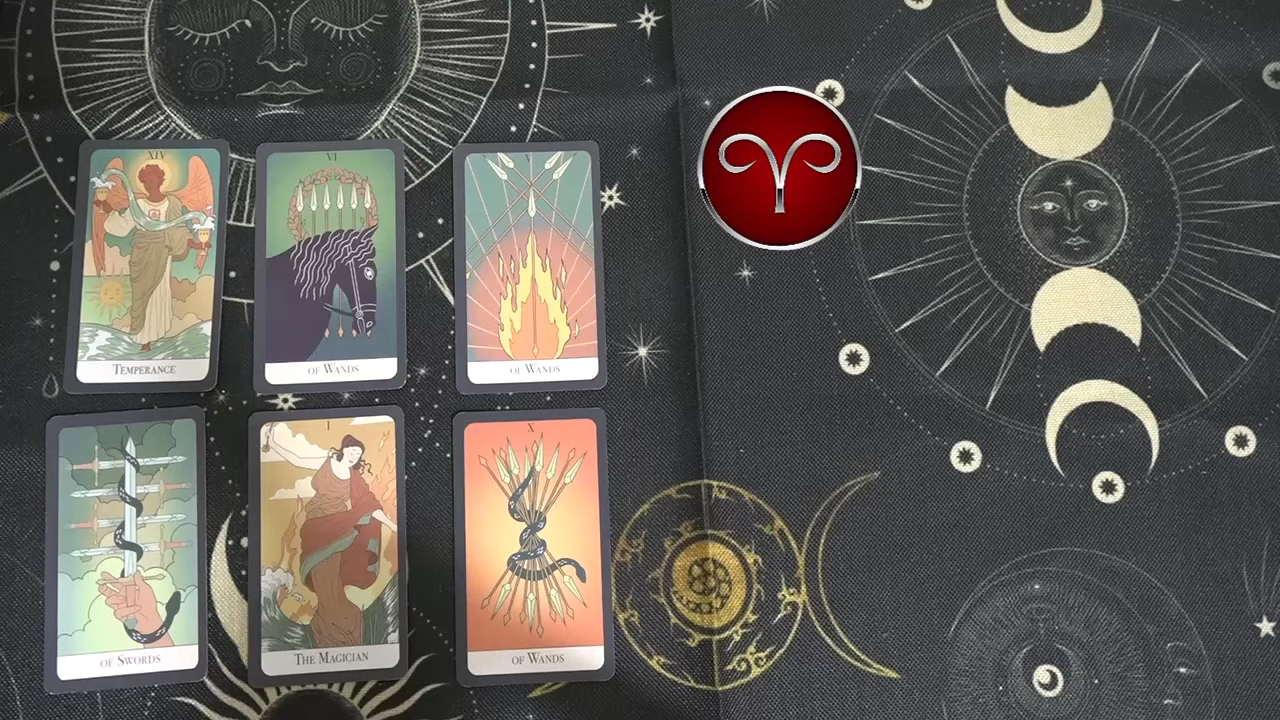 XIV
TEMPERANCE
VI
OF WANDS
OF WANDS
OF SWORDS
I
THE MAGICIAN
X
OF WANDS